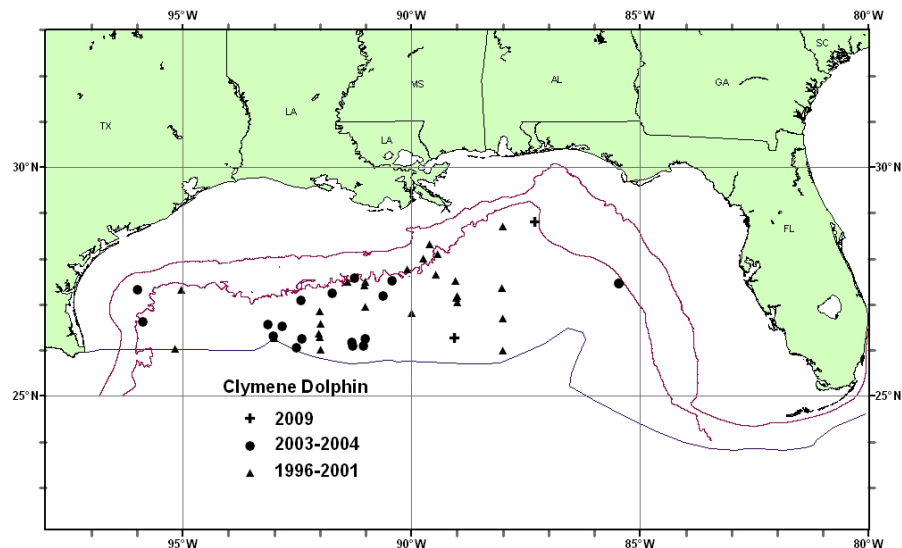 95°W 90°W 85°W 80°W
SC
MS AL GA
LA
TX
LA
30°N 30°N
FL
25°N 25°N
Clymene Dolphin
2009
2003-2004
1996-2001
95°W 90°W 85°W 80°W